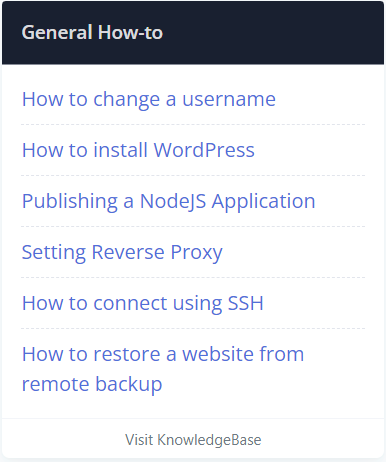 General How-to
How to change a username
How to install WordPress
Publishing a NodeJS Application
Setting Reverse Proxy
How to connect using SSH
How to restore a website from
remote backup
Visit KnowledgeBase